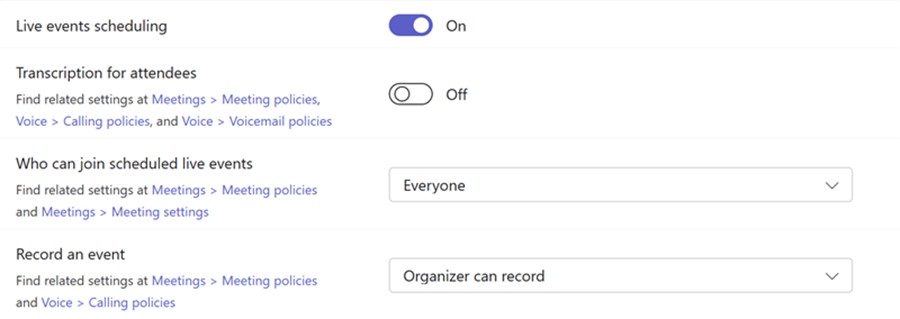 Live events scheduling
On
Transcription for attendees
Find related settings at Meetings > Meeting policies,
Voice > Calling policies, and Voice > Voicemail policies
Off
Who can join scheduled live events
Find related settings at Meetings > Meeting policies
and Meetings > Meeting settings
Everyone
Record an event
Find related settings at Meetings > Meeting policies
and Voice > Calling policies
Organizer can record